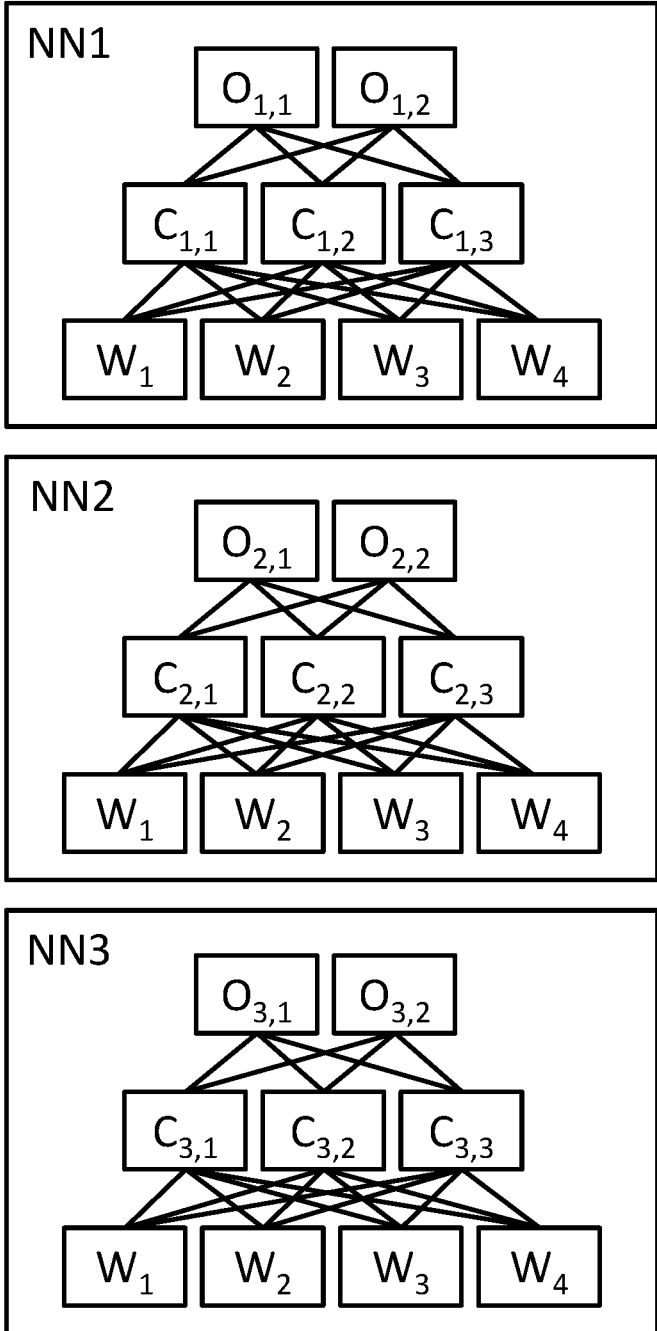 NN1
O1,1 O1,2
C1,1 C1,2 C1,3
W1 W2 W3 W4
NN2
O2,1 O2,2
C2,1 C2,2 C2,3
W1 W2 W3 W4
NN3
O3,1 O3,2
C3,1 C3,2 C3,3
W1 W2 W3 W4